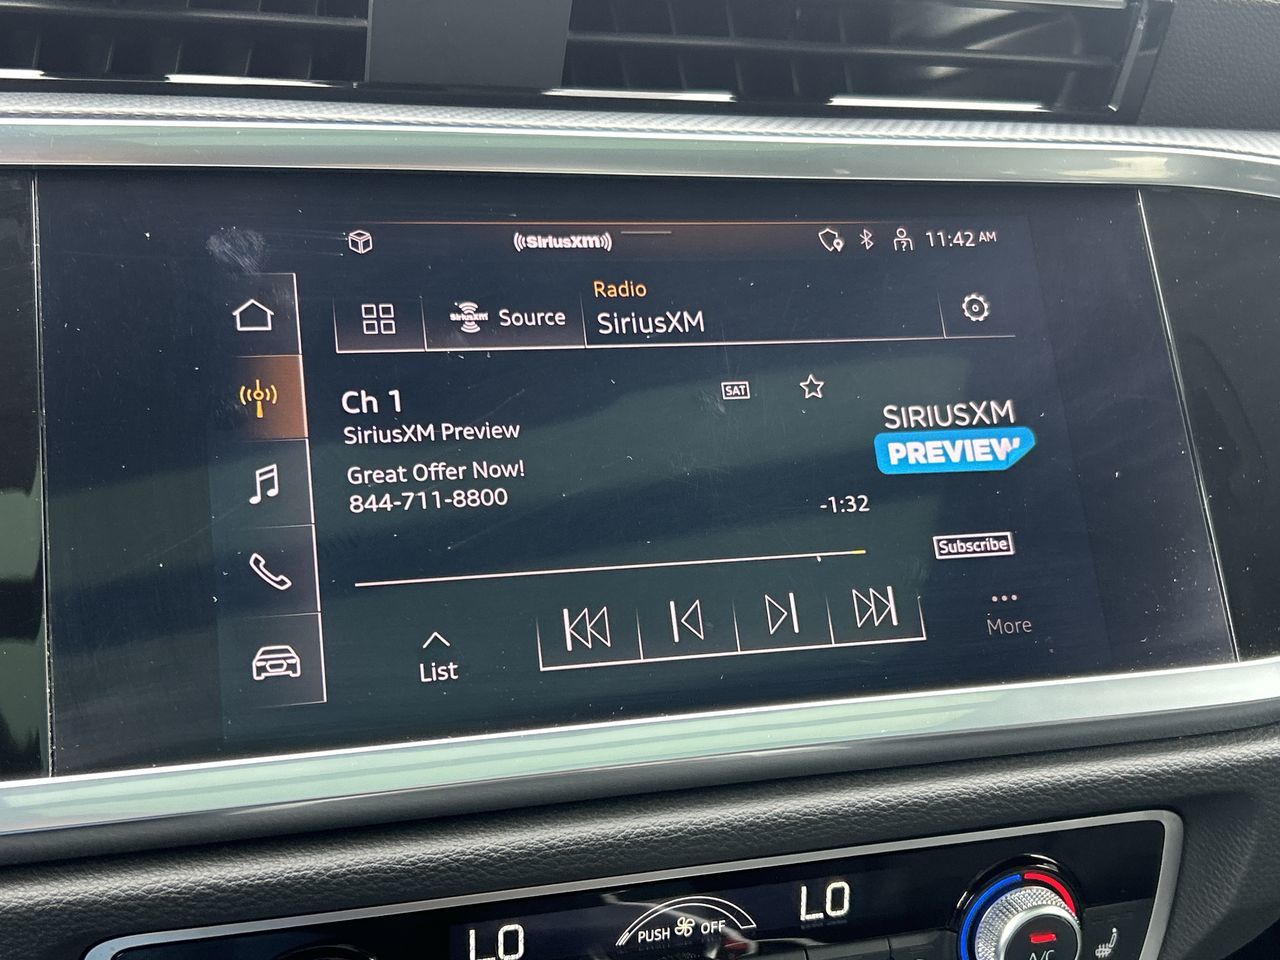 ((SiriusXM))
11:42 AM
SiriusXM
Source
Radio
SiriusXM
Ch 1
SiriusXM Preview
Great Offer Now!
844-711-8800
SAT
SIRIUSXM
PREVIEW
-1:32
Subscribe
List
More
LO
PUSH OFF
LO
A/C